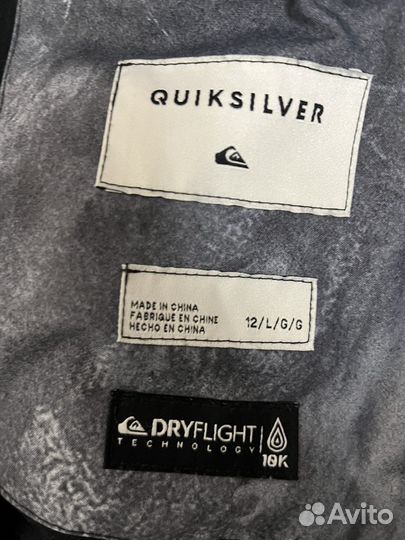 QUIKSILVER
MADE IN CHINA
FABRIQUE EN CHINE
HECHO EN CHINA
12/L/G/G
DRYFLIGHT
TECHNOLOGY
10K
Avito